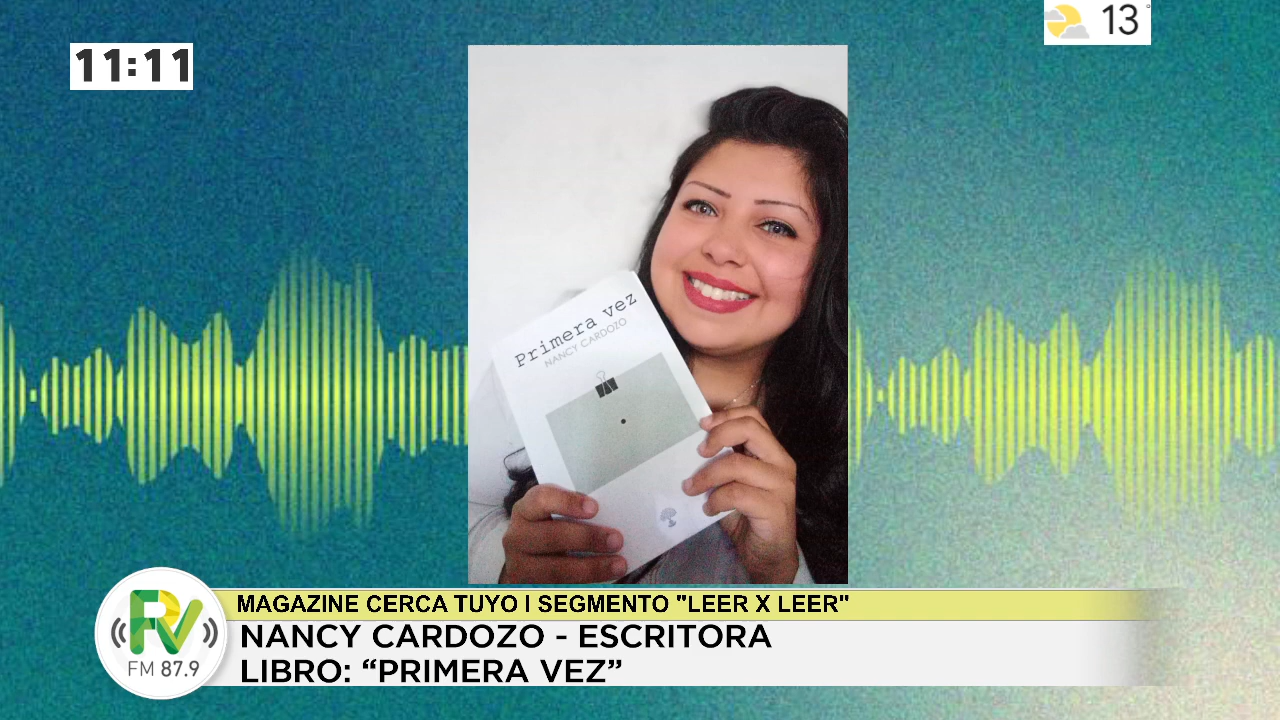 11:11
13°
Primera vez
NANCY CARDOZO
MAGAZINE CERCA TUYO I SEGMENTO "LEER X LEER"
NANCY CARDOZO - ESCRITORA
LIBRO: “PRIMERA VEZ”
RV
FM 87.9